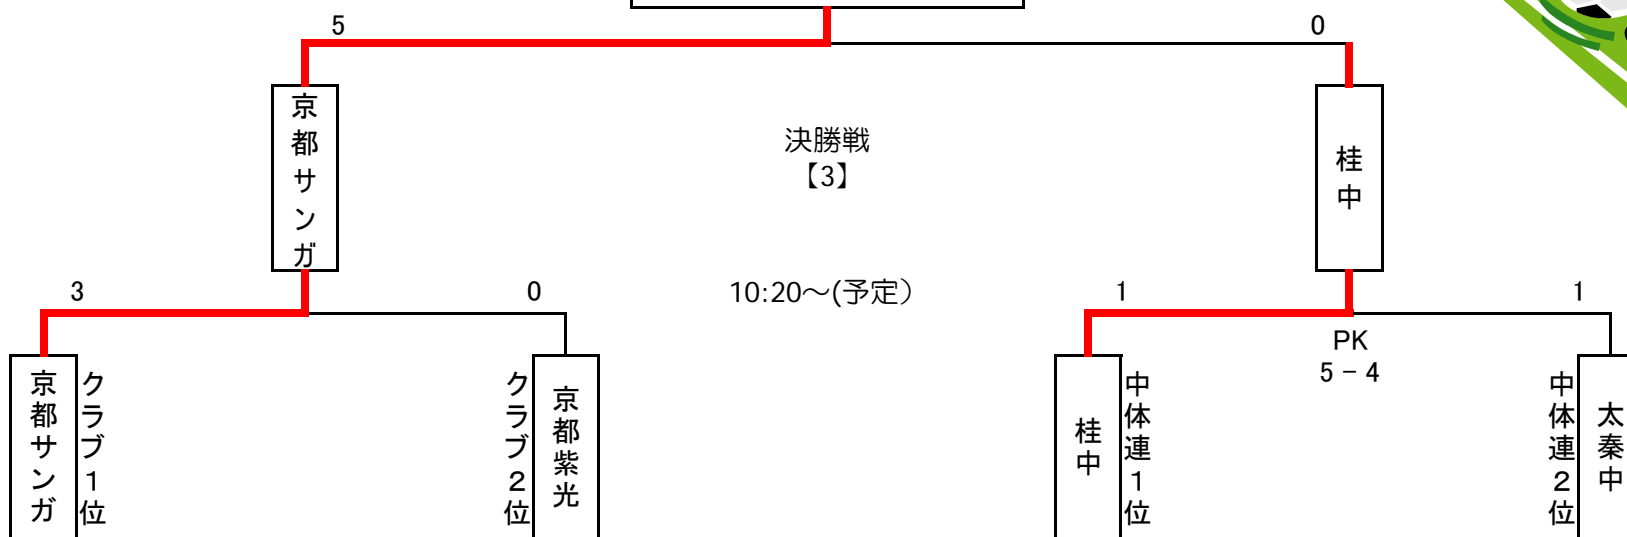 5
0
京都サンガ
決勝戦
【3】
桂中
3
0
10:20～(予定）
1
1
PK
5 − 4
京都サンガ
クラブ1位
クラブ2位
京都紫光
桂中
中体連1位
中体連2位
太秦中